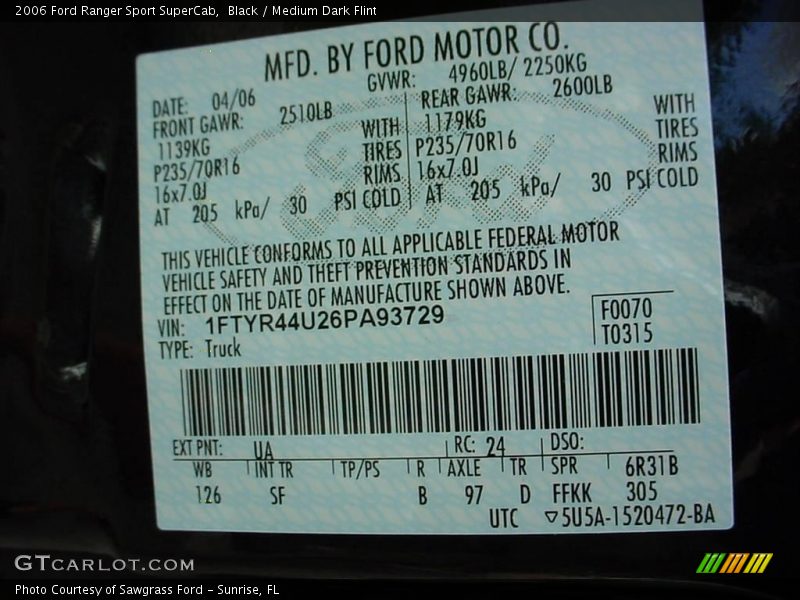 2006 Ford Ranger Sport SuperCab,  Black / Medium Dark Flint
MFD. BY FORD MOTOR CO.
DATE: 04/06 GVWR: 4960LB/ 2250KG
FRONT GAWR: 2510LB REAR GAWR: 2600LB
1139KG WITH 1179KG WITH
P235/70R16 TIRES P235/70R16 TIRES
16x7.0J RIMS 16x7.0J RIMS
AT 205 kPa/ 30 PSI COLD AT 205 kPa/ 30 PSI COLD
THIS VEHICLE CONFORMS TO ALL APPLICABLE FEDERAL MOTOR
VEHICLE SAFETY AND THEFT PREVENTION STANDARDS IN
EFFECT ON THE DATE OF MANUFACTURE SHOWN ABOVE.
VIN: 1FTYR44U26PA93729 F0070
TYPE: Truck T0315
EXT PNT: UA RC: 24 DSO:
WB INT TR TP/PS R AXLE TR SPR 6R31B
126 SF B 97 D FFKK 305
UTC ▽5U5A-1520472-BA
Ford
GTCARLOT.COM
Photo Courtesy of Sawgrass Ford - Sunrise, FL